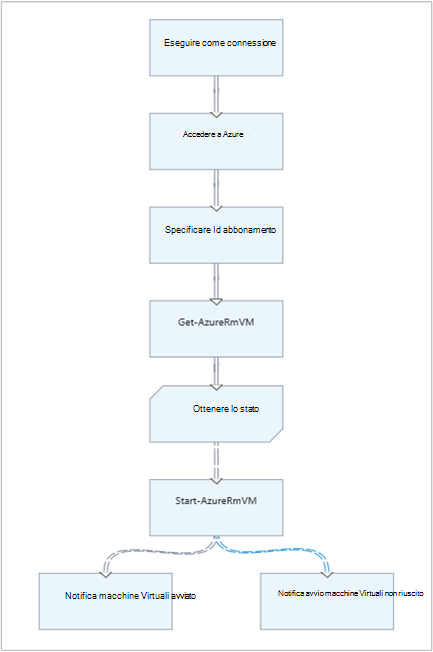 Eseguire come connessione
Accedere a Azure
Specificare Id abbonamento
Get-AzureRmVM
Ottenere lo stato
Start-AzureRmVM
Notifica macchine Virtuali avviato
Notifica avvio macchine Virtuali non riuscito